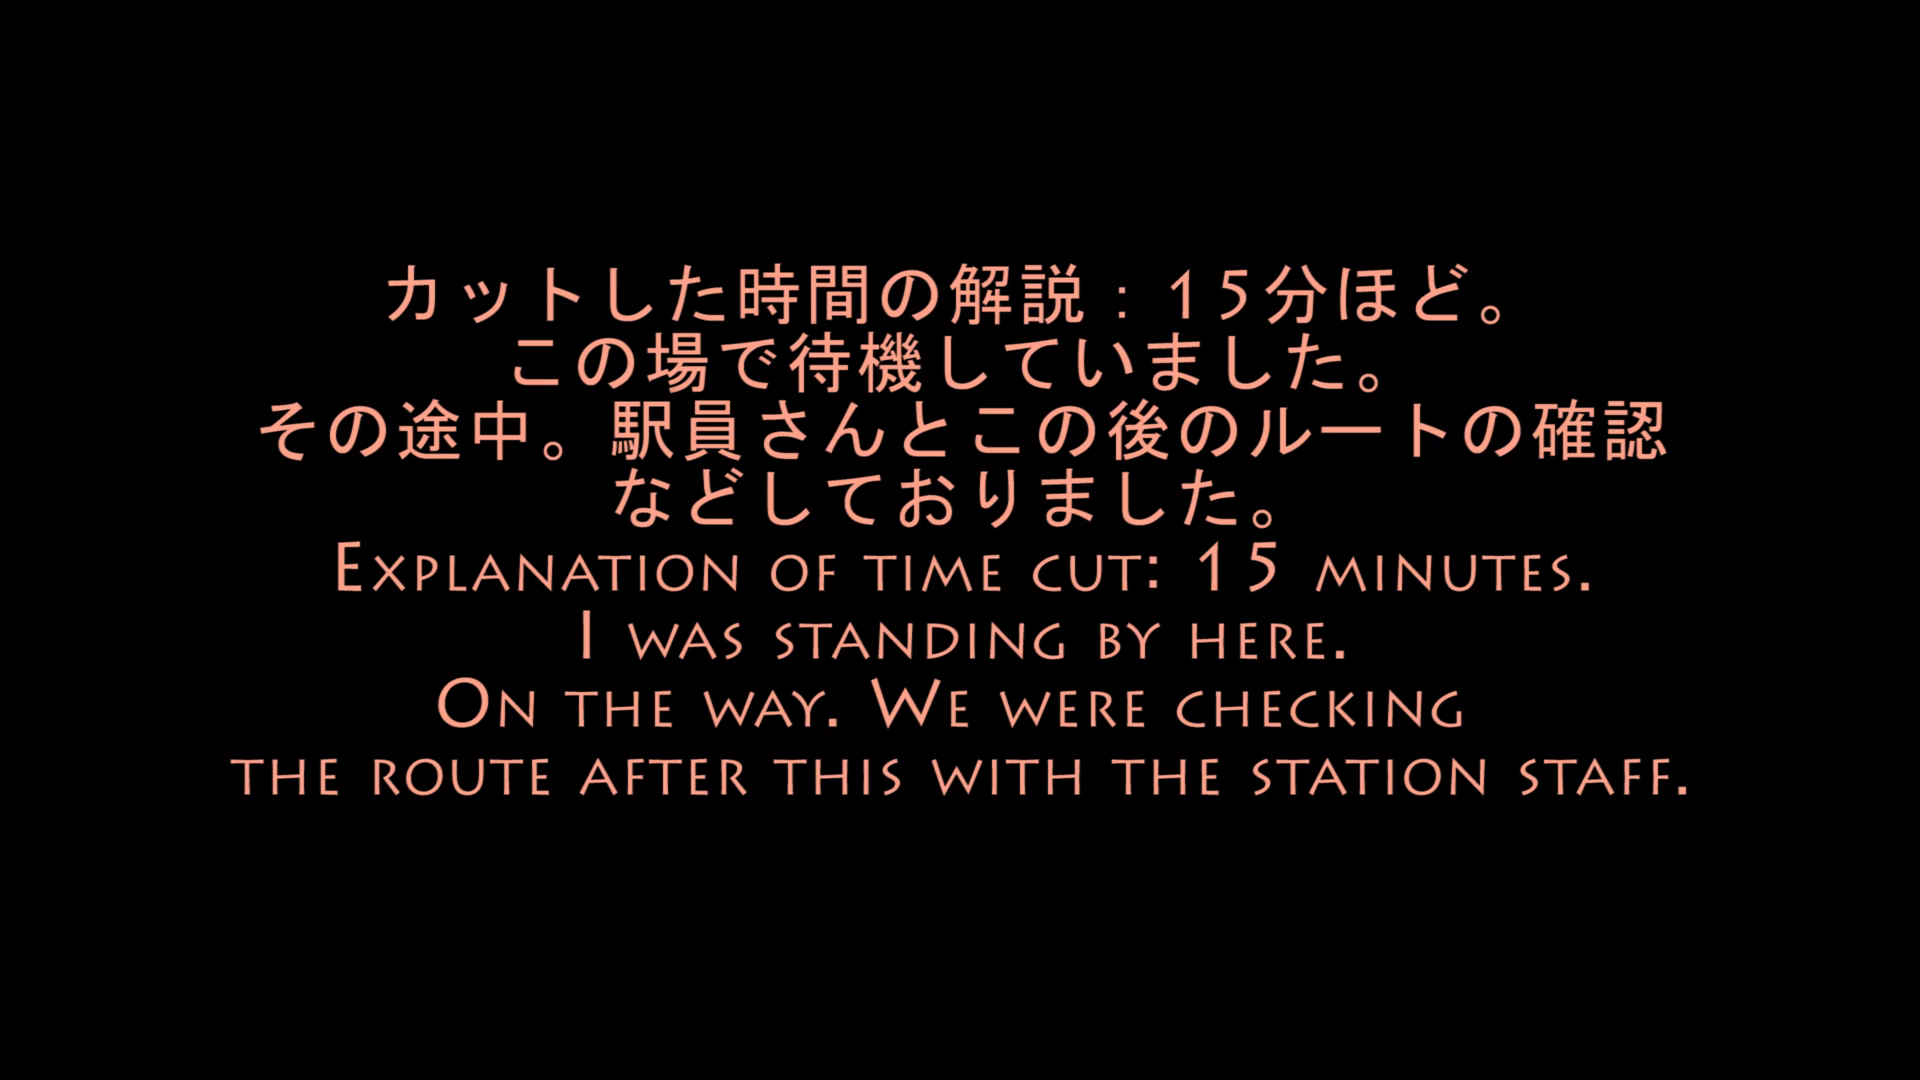 カットした時間の解説：15分ほど。
この場で待機していました。
その途中。駅員さんとこの後のルートの確認
などしておりました。
Explanation of time cut: 15 minutes.
I was standing by here.
On the way. We were checking
the route after this with the station staff.